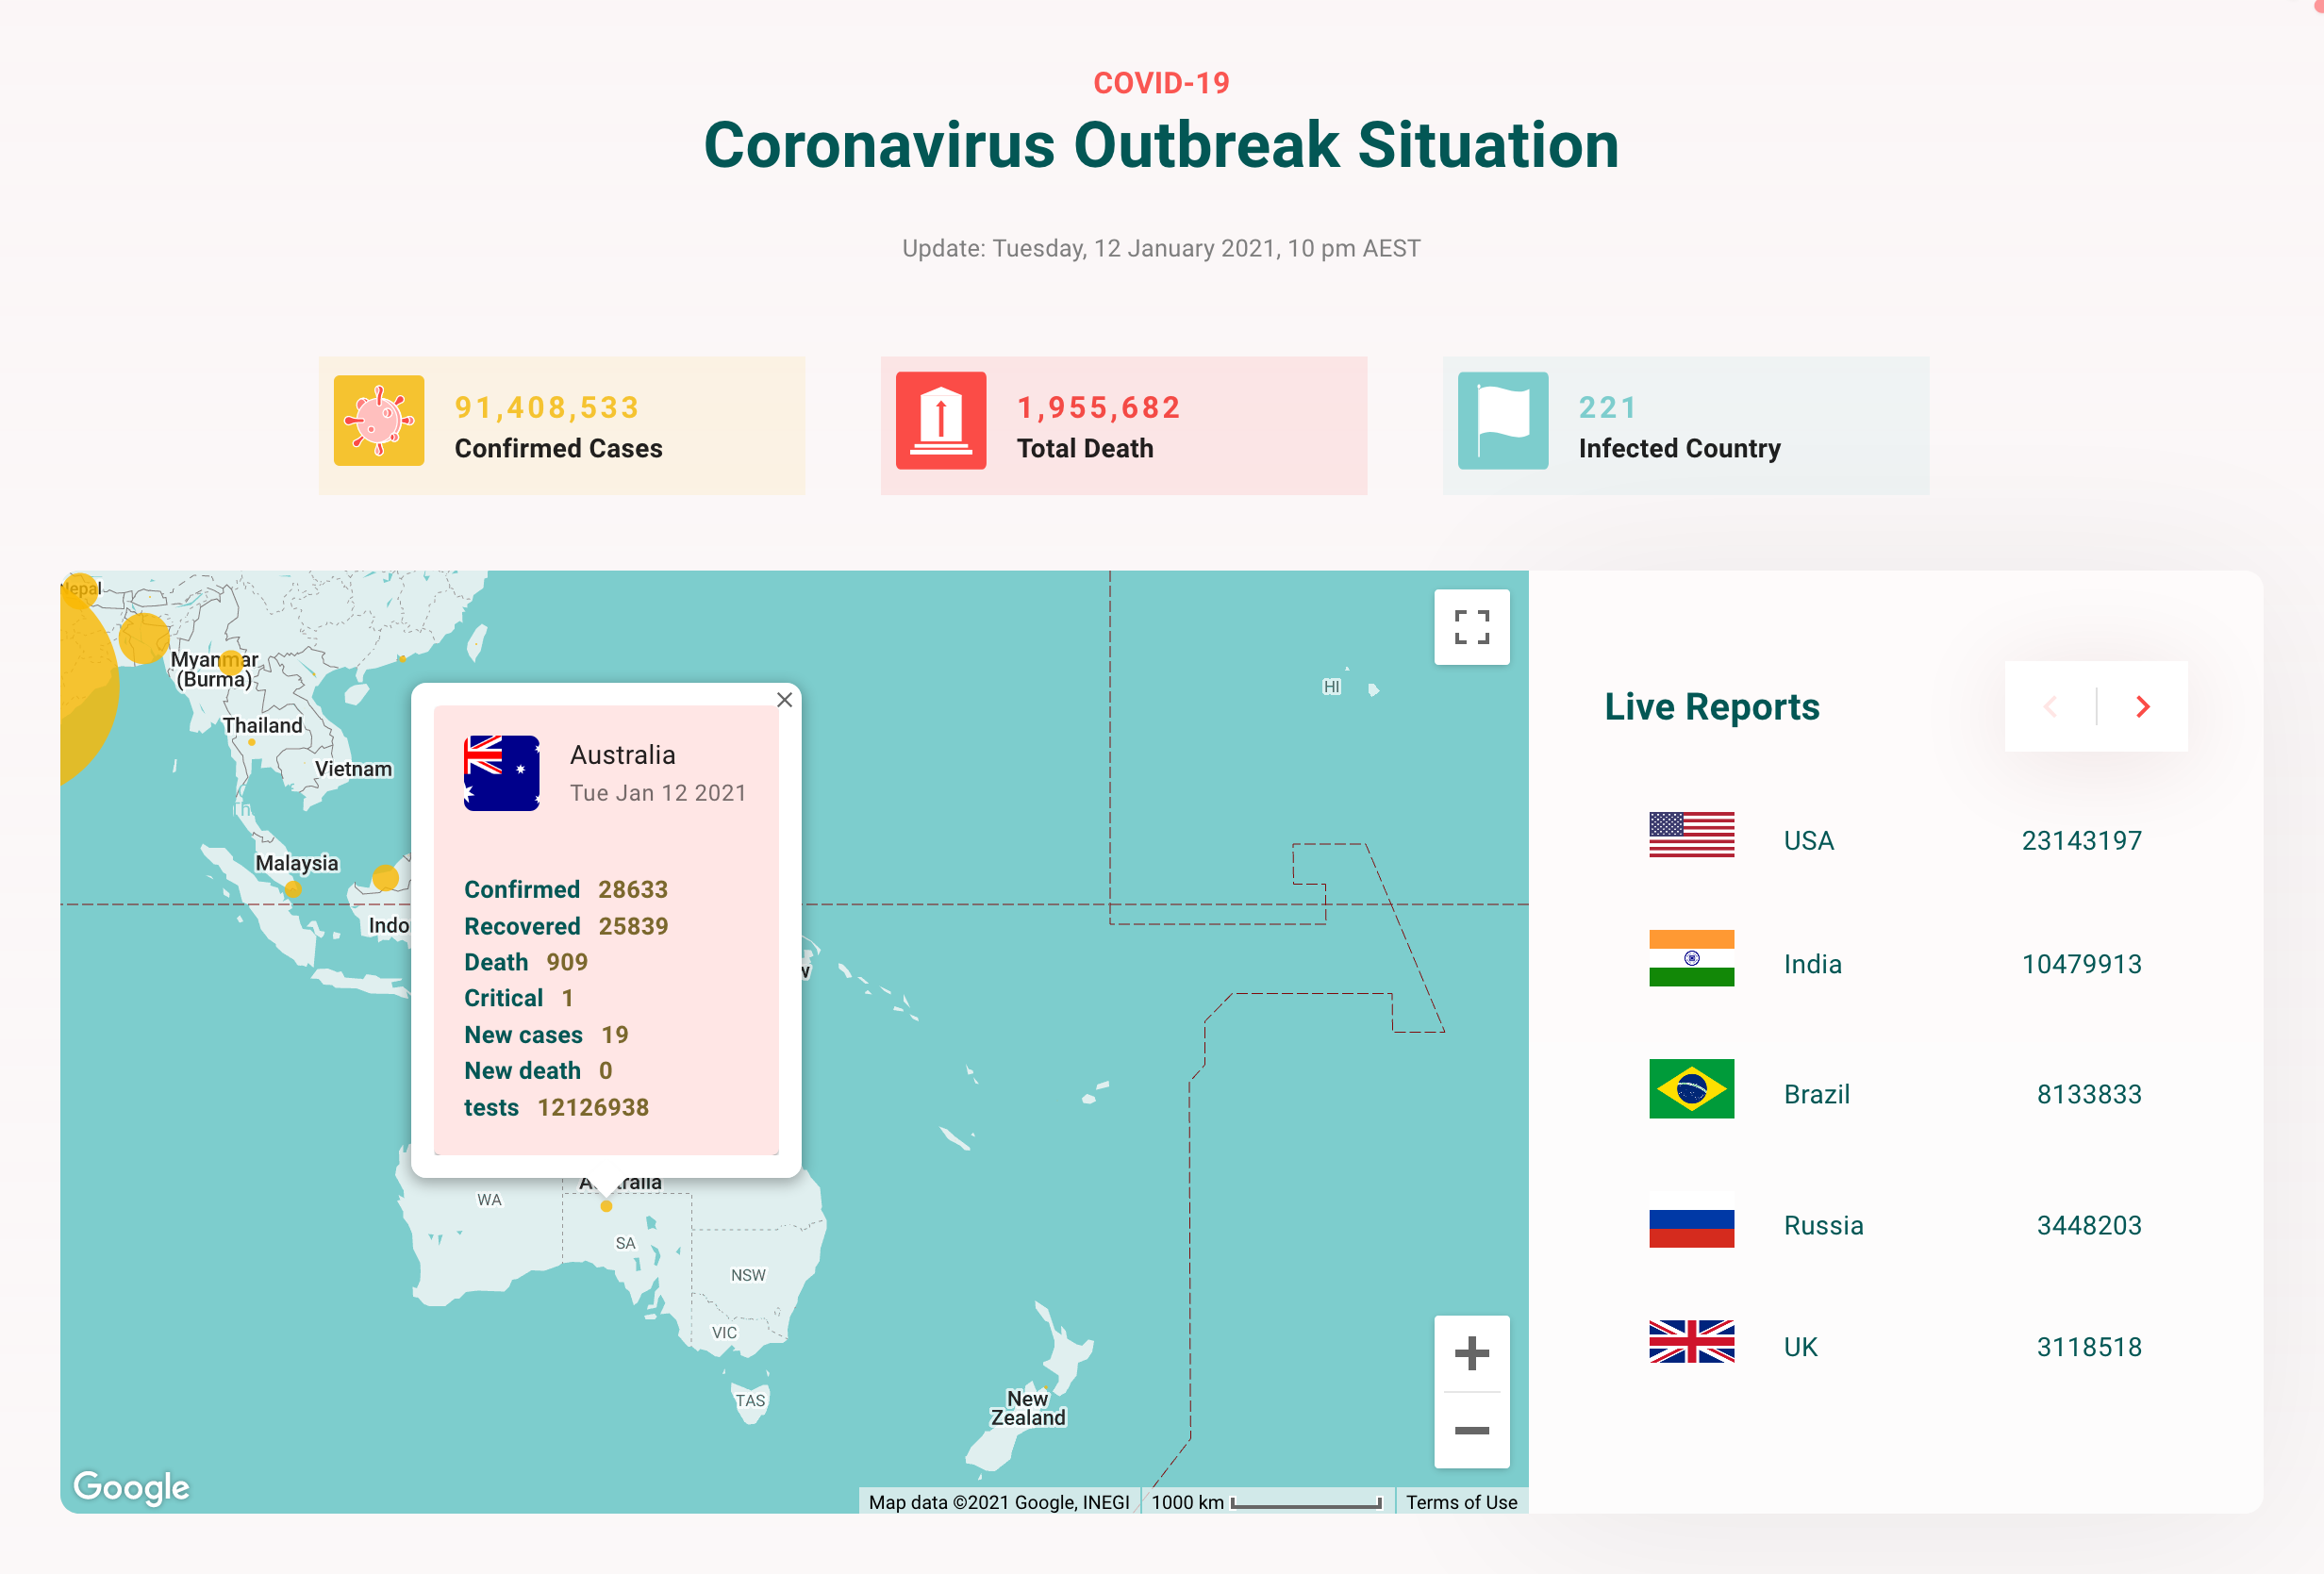 COVID-19
Coronavirus Outbreak Situation
Update: Tuesday, 12 January 2021, 10 pm AEST
91,408,533
Confirmed Cases
1,955,682
Total Death
221
Infected Country
Nepal
Myanmar
(Burma)
Thailand
Vietnam
Malaysia
Indo
HI
Australia
Tue Jan 12 2021
Confirmed 28633
Recovered 25839
Death 909
Critical 1
New cases 19
New death 0
tests 12126938
Australia
WA
SA
NSW
VIC
TAS
New
Zealand
Google
Map data ©2021 Google, INEGI
1000 km
Terms of Use
Live Reports
USA 23143197
India 10479913
Brazil 8133833
Russia 3448203
UK 3118518